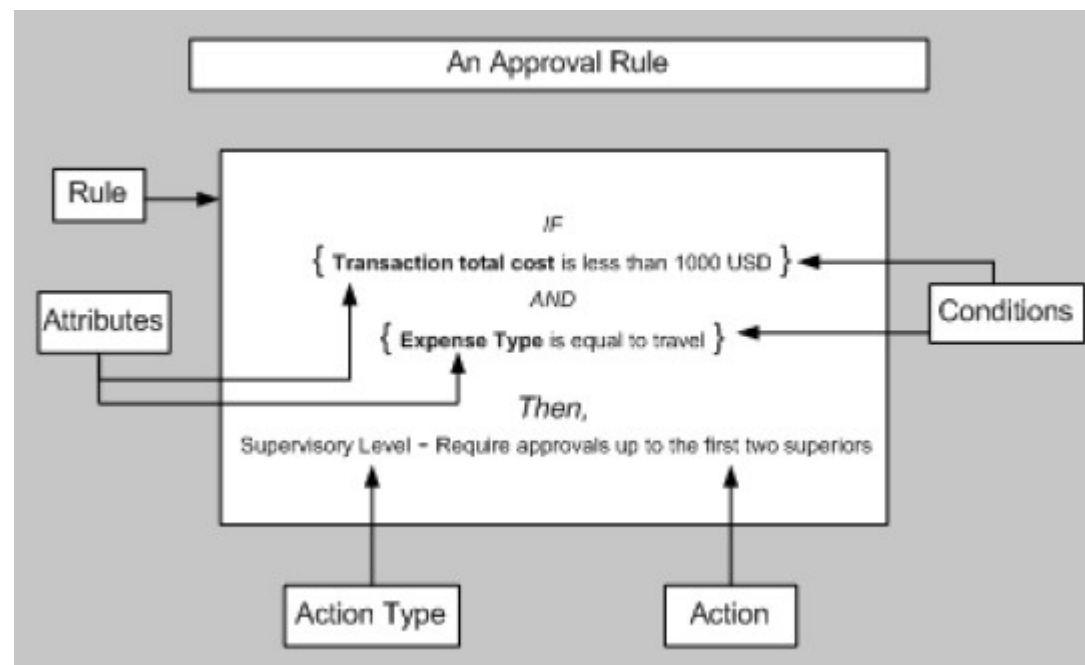 An Approval Rule
Rule
IF
{ Transaction total cost is less than 1000 USD }
AND
Attributes
Conditions
{ Expense Type is equal to travel }
Then,
Supervisory Level - Require approvals up to the first two superiors
Action Type
Action